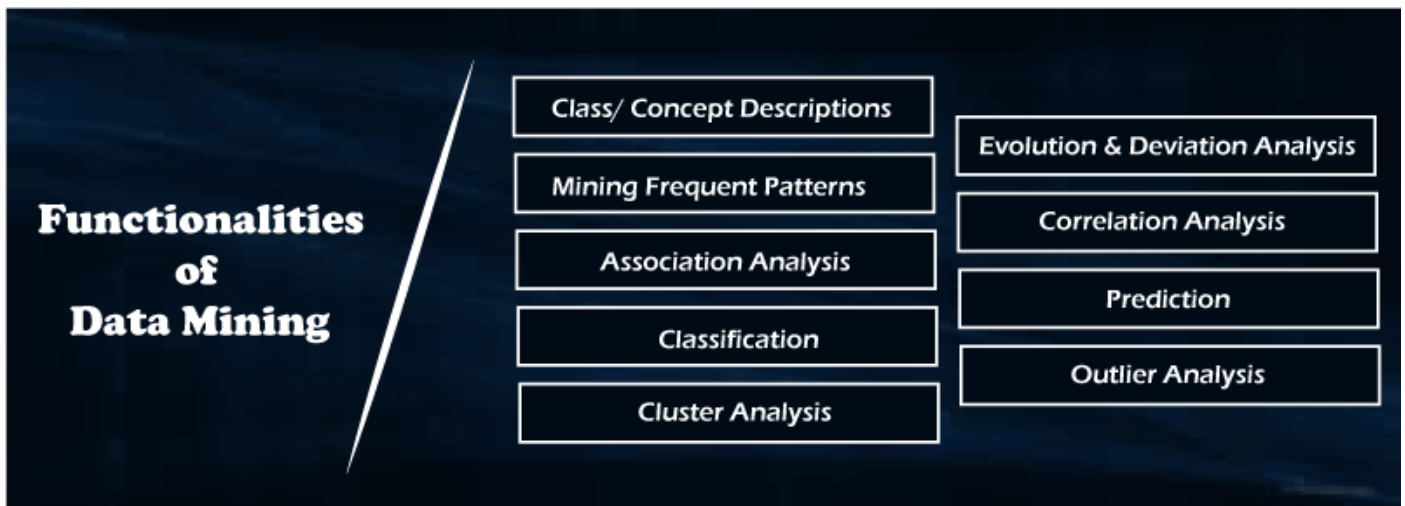 Functionalities
of
Data Mining
Class/ Concept Descriptions
Mining Frequent Patterns
Association Analysis
Classification
Cluster Analysis
Evolution & Deviation Analysis
Correlation Analysis
Prediction
Outlier Analysis